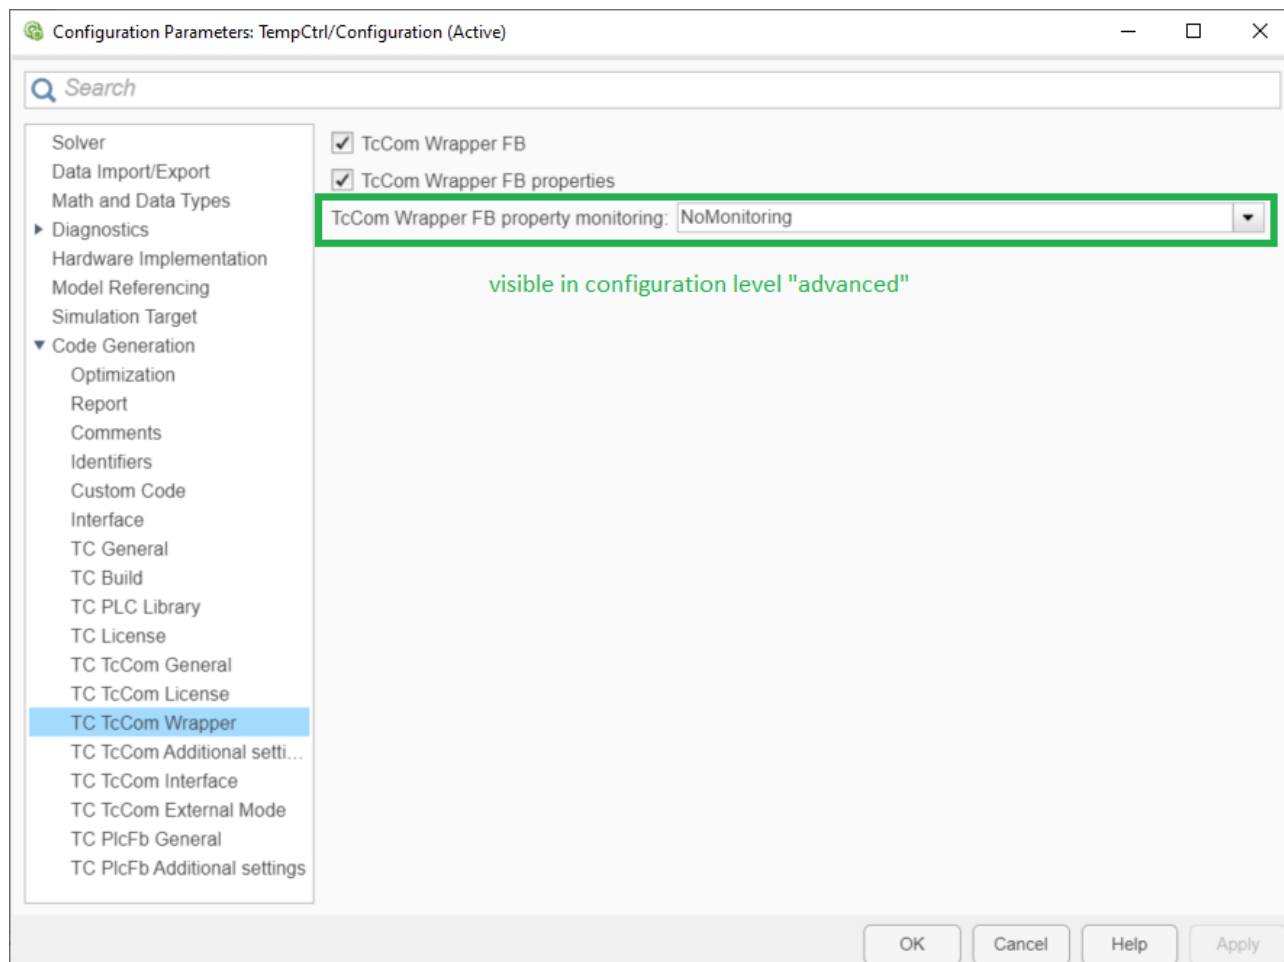 Configuration Parameters: TempCtrl/Configuration (Active)
Search
Solver
Data Import/Export
Math and Data Types
Diagnostics
Hardware Implementation
Model Referencing
Simulation Target
Code Generation
Optimization
Report
Comments
Identifiers
Custom Code
Interface
TC General
TC Build
TC PLC Library
TC License
TC TcCom General
TC TcCom License
TC TcCom Wrapper
TC TcCom Additional setti...
TC TcCom Interface
TC TcCom External Mode
TC PlcFb General
TC PlcFb Additional settings
TcCom Wrapper FB
TcCom Wrapper FB properties
TcCom Wrapper FB property monitoring: NoMonitoring
visible in configuration level "advanced"
OK Cancel Help Apply